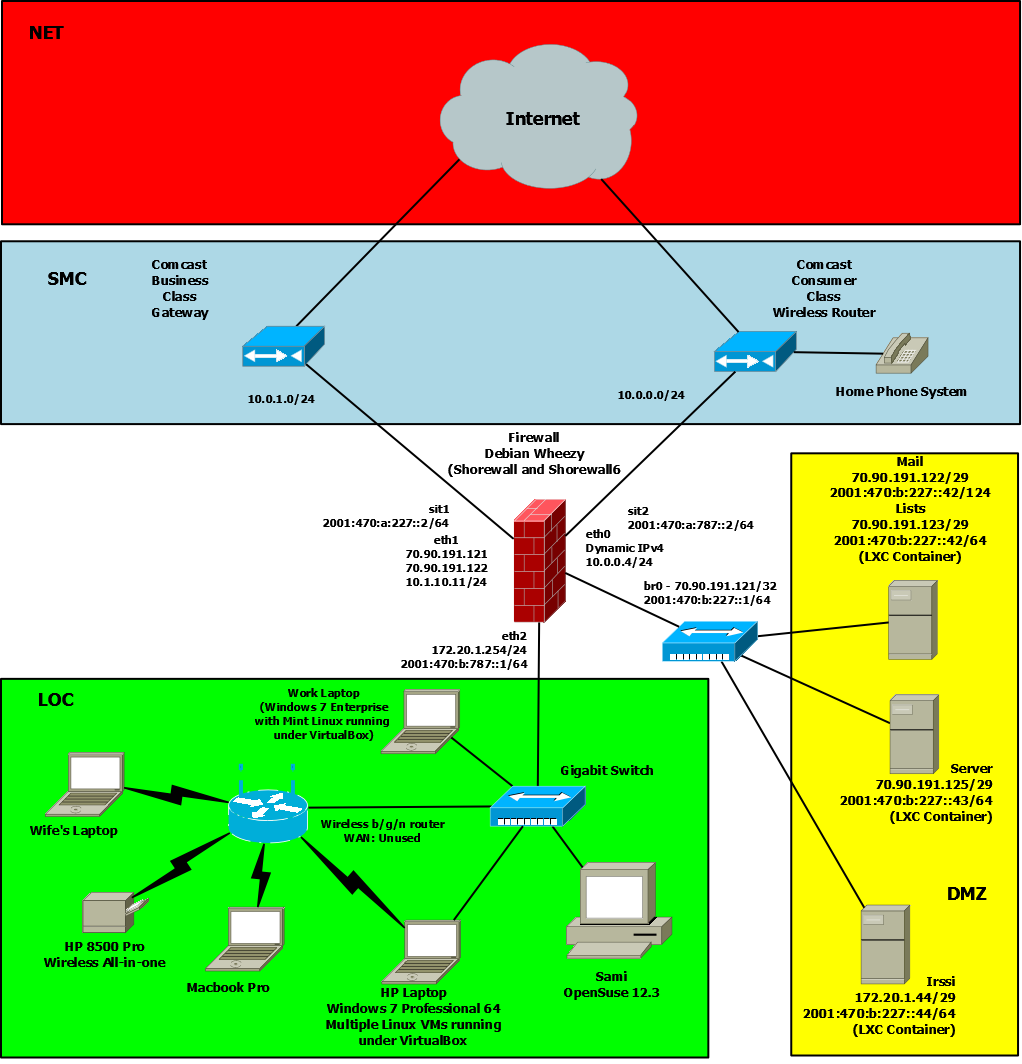 NET
Internet
SMC
Comcast
Business
Class
Gateway
Comcast
Consumer
Class
Wireless Router
10.0.1.0/24
10.0.0.0/24
Home Phone System
Firewall
Debian Wheezy
(Shorewall and Shorewall6
sit1
2001:470:a:227::2/64
eth1
70.90.191.121
70.90.191.122
10.1.10.11/24
sit2
2001:470:a:787::2/64
eth0
Dynamic IPv4
10.0.0.4/24
br0 - 70.90.191.121/32
2001:470:b:227::1/64
eth2
172.20.1.254/24
2001:470:b:787::1/64
Mail
70.90.191.122/29
2001:470:b:227::42/124
Lists
70.90.191.123/29
2001:470:b:227::42/64
(LXC Container)
Server
70.90.191.125/29
2001:470:b:227::43/64
(LXC Container)
DMZ
Irssi
172.20.1.44/29
2001:470:b:227::44/64
(LXC Container)
LOC
Work Laptop
(Windows 7 Enterprise
with Mint Linux running
under VirtualBox)
Gigabit Switch
Wife's Laptop
Wireless b/g/n router
WAN: Unused
HP 8500 Pro
Wireless All-in-one
Macbook Pro
HP Laptop
Windows 7 Professional 64
Multiple Linux VMs running
under VirtualBox
Sami
OpenSuse 12.3